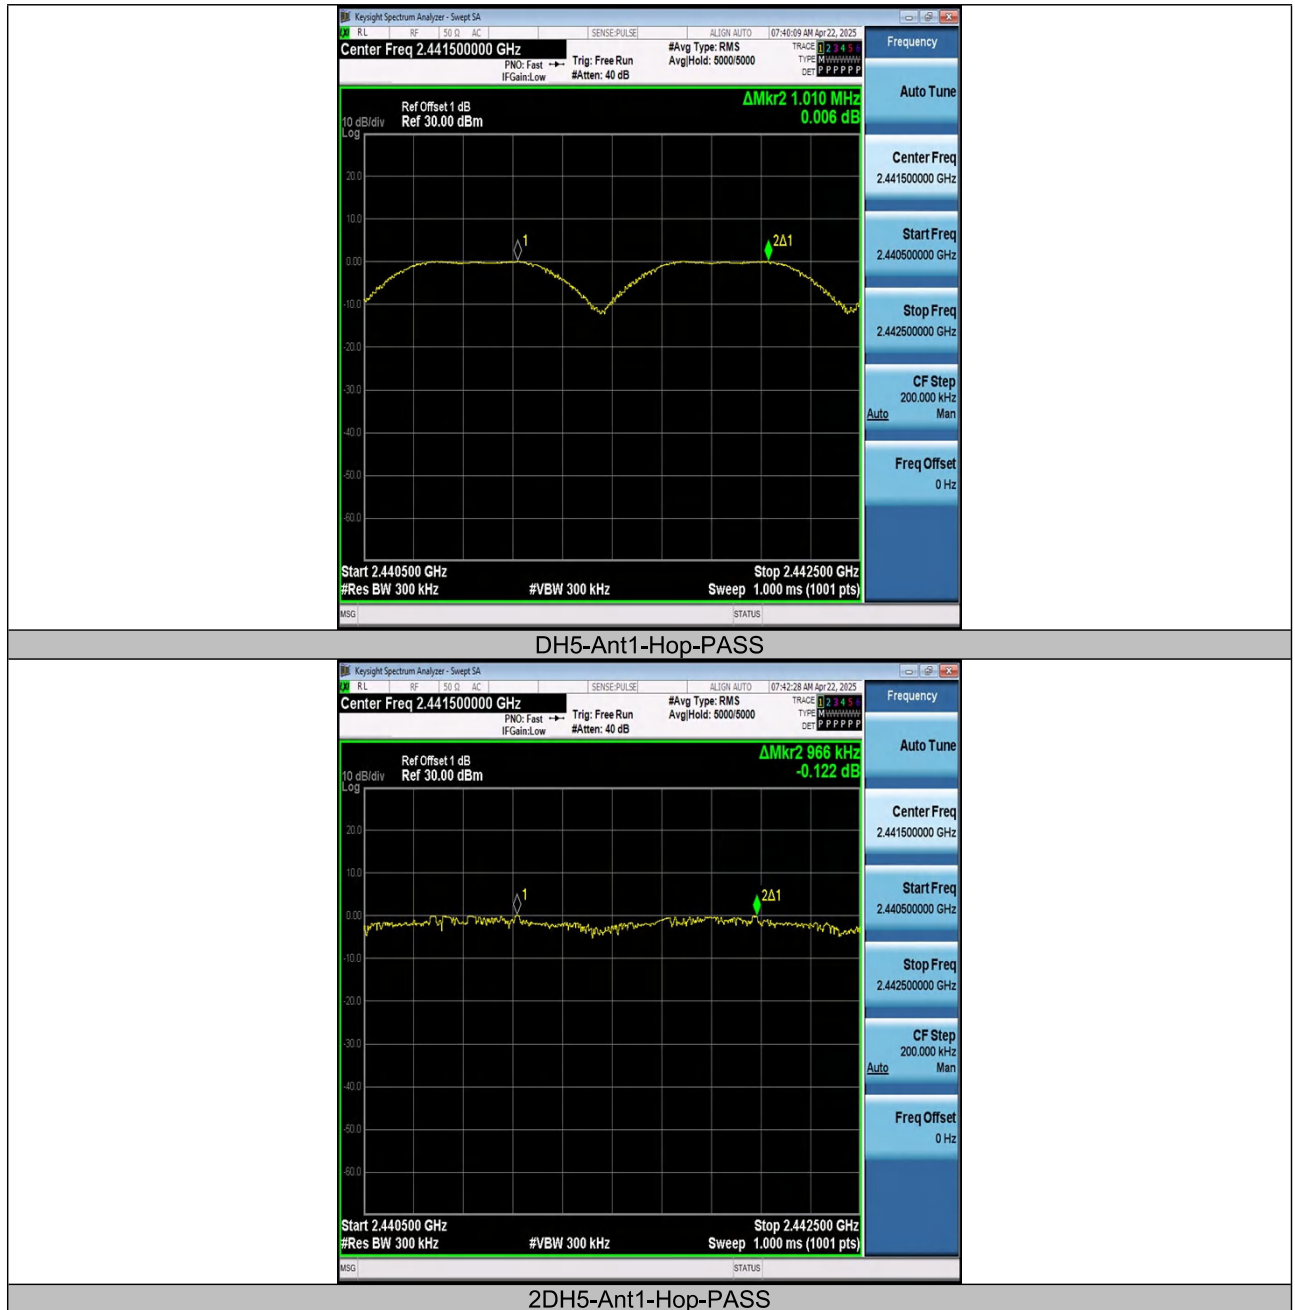 Keysight Spectrum Analyzer - Swept SA
RL RF 50 Ω AC SENSE:PULSE ALIGN AUTO 07:40:09 AM Apr 22, 2025
Center Freq 2.441500000 GHz
#Avg Type: RMS
TRACE 1 2 3 4 5 6
PNO: Fast Trig: Free Run Avg|Hold: 5000/5000
TYPE M WWWWW
IFGain:Low #Atten: 40 dB
DET P P P P P P
ΔMkr2 1.010 MHz
0.006 dB
Ref Offset 1 dB
10 dB/div Ref 30.00 dBm
Log
20.0
10.0
1
2Δ1
0.00
-10.0
-20.0
-30.0
-40.0
-50.0
-60.0
Start 2.440500 GHz Stop 2.442500 GHz
#Res BW 300 kHz #VBW 300 kHz Sweep 1.000 ms (1001 pts)
MSG STATUS
Frequency
Auto Tune
Center Freq
2.441500000 GHz
Start Freq
2.440500000 GHz
Stop Freq
2.442500000 GHz
CF Step
200.000 kHz
Auto Man
Freq Offset
0 Hz
DH5-Ant1-Hop-PASS
Keysight Spectrum Analyzer - Swept SA
RL RF 50 Ω AC SENSE:PULSE ALIGN AUTO 07:42:28 AM Apr 22, 2025
Center Freq 2.441500000 GHz
#Avg Type: RMS
TRACE 1 2 3 4 5 6
PNO: Fast Trig: Free Run Avg|Hold: 5000/5000
TYPE M WWWWW
IFGain:Low #Atten: 40 dB
DET P P P P P P
ΔMkr2 966 kHz
-0.122 dB
Ref Offset 1 dB
10 dB/div Ref 30.00 dBm
Log
20.0
10.0
1
2Δ1
0.00
-10.0
-20.0
-30.0
-40.0
-50.0
-60.0
Start 2.440500 GHz Stop 2.442500 GHz
#Res BW 300 kHz #VBW 300 kHz Sweep 1.000 ms (1001 pts)
MSG STATUS
Frequency
Auto Tune
Center Freq
2.441500000 GHz
Start Freq
2.440500000 GHz
Stop Freq
2.442500000 GHz
CF Step
200.000 kHz
Auto Man
Freq Offset
0 Hz
2DH5-Ant1-Hop-PASS